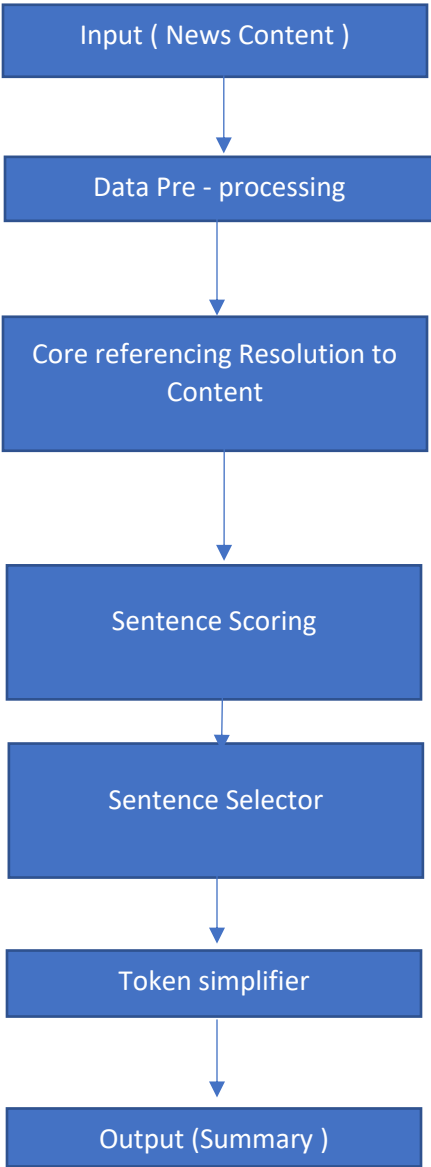 Input ( News Content )
Data Pre - processing
Core referencing Resolution to
Content
Sentence Scoring
Sentence Selector
Token simplifier
Output (Summary )